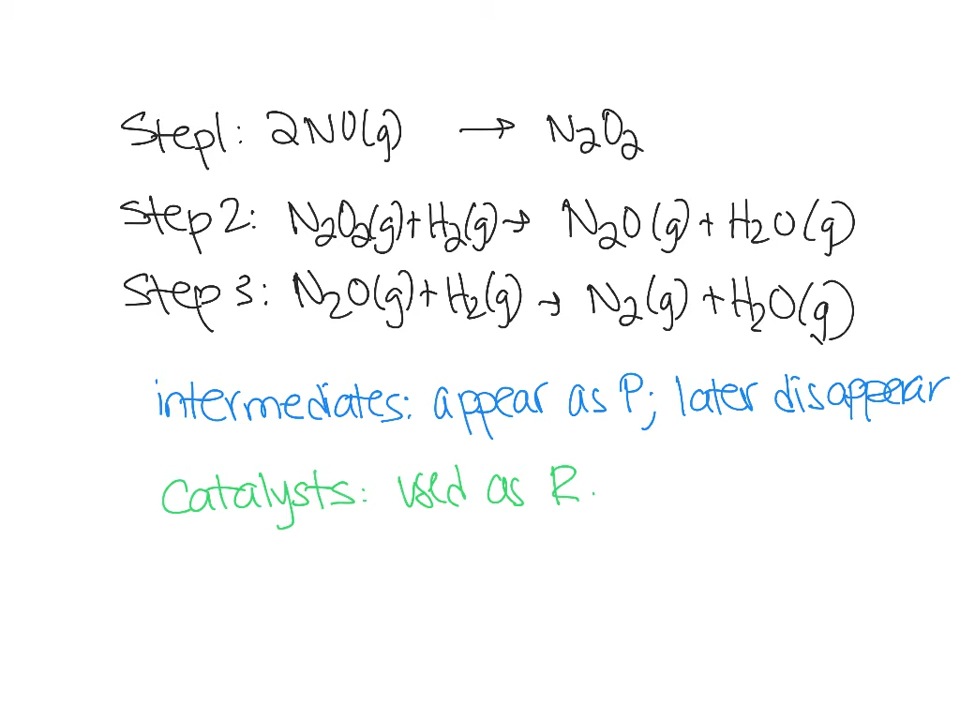 Step1: 2NO(g) → N₂O₂
Step 2: N₂O₂(g)+H₂(g)→ N₂O(g)+H₂O(g)
Step 3: N₂O(g)+H₂(g) → N₂(g)+H₂O(g)
intermediates: appear as P; later disappear
Catalysts: used as R.